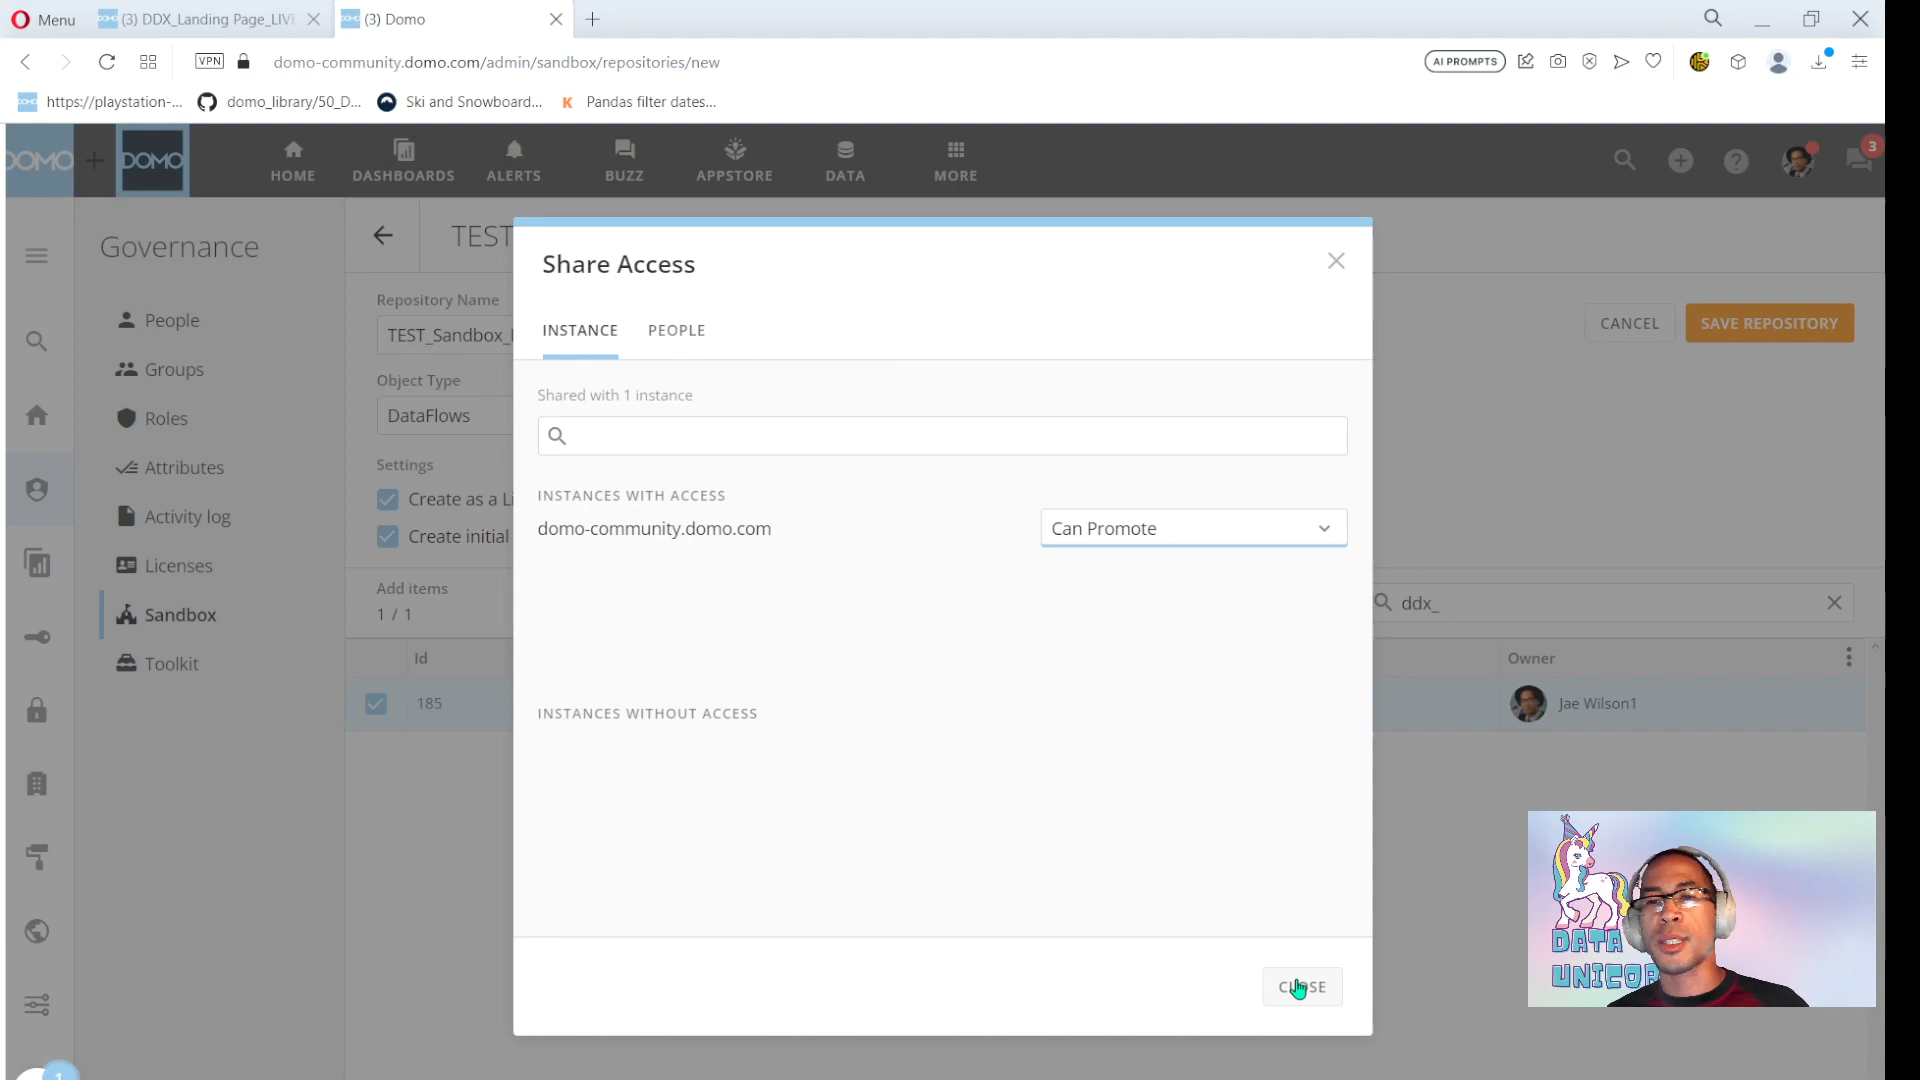 Menu
(3) DDX_Landing Page_LIVE
(3) Domo
VPN
domo-community.domo.com/admin/sandbox/repositories/new
AI PROMPTS
https://playstation-...
domo_library/50_D...
Ski and Snowboard...
K
Pandas filter dates...
DOMO
DOMO
HOME
DASHBOARDS
ALERTS
BUZZ
APPSTORE
DATA
MORE
3
Governance
People
Groups
Roles
Attributes
Activity log
Licenses
Sandbox
Toolkit
1
TEST
Repository Name
TEST_Sandbox_
Object Type
DataFlows
Settings
Create as a Li
Create initial
Add items
1 / 1
Id
185
CANCEL
SAVE REPOSITORY
ddx_
Owner
Jae Wilson1
Share Access
INSTANCE
PEOPLE
Shared with 1 instance
INSTANCES WITH ACCESS
domo-community.domo.com
Can Promote
INSTANCES WITHOUT ACCESS
CLOSE
DATA
UNICOR